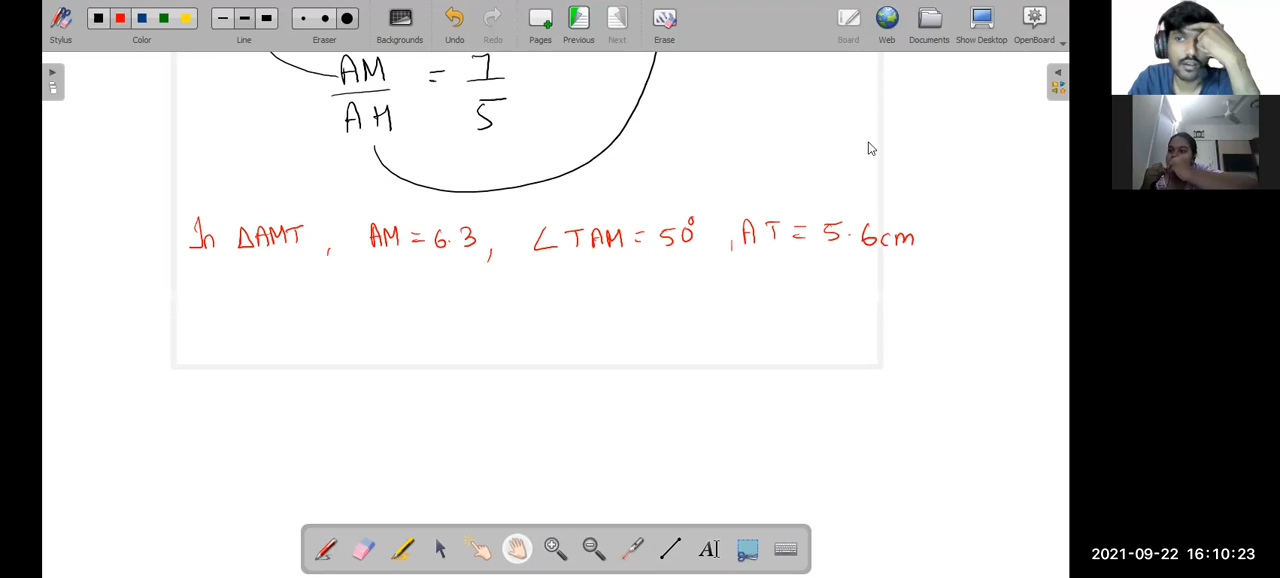 Stylus
Color
Line
Eraser
Backgrounds
Undo
Redo
Pages
Previous
Next
Erase
Board
Web
Documents
Show Desktop
OpenBoard
AM/AH = 7/5
In ΔAMT, AM = 6.3, ∠TAM = 50°, AT = 5.6cm
2021-09-22 16:10:23